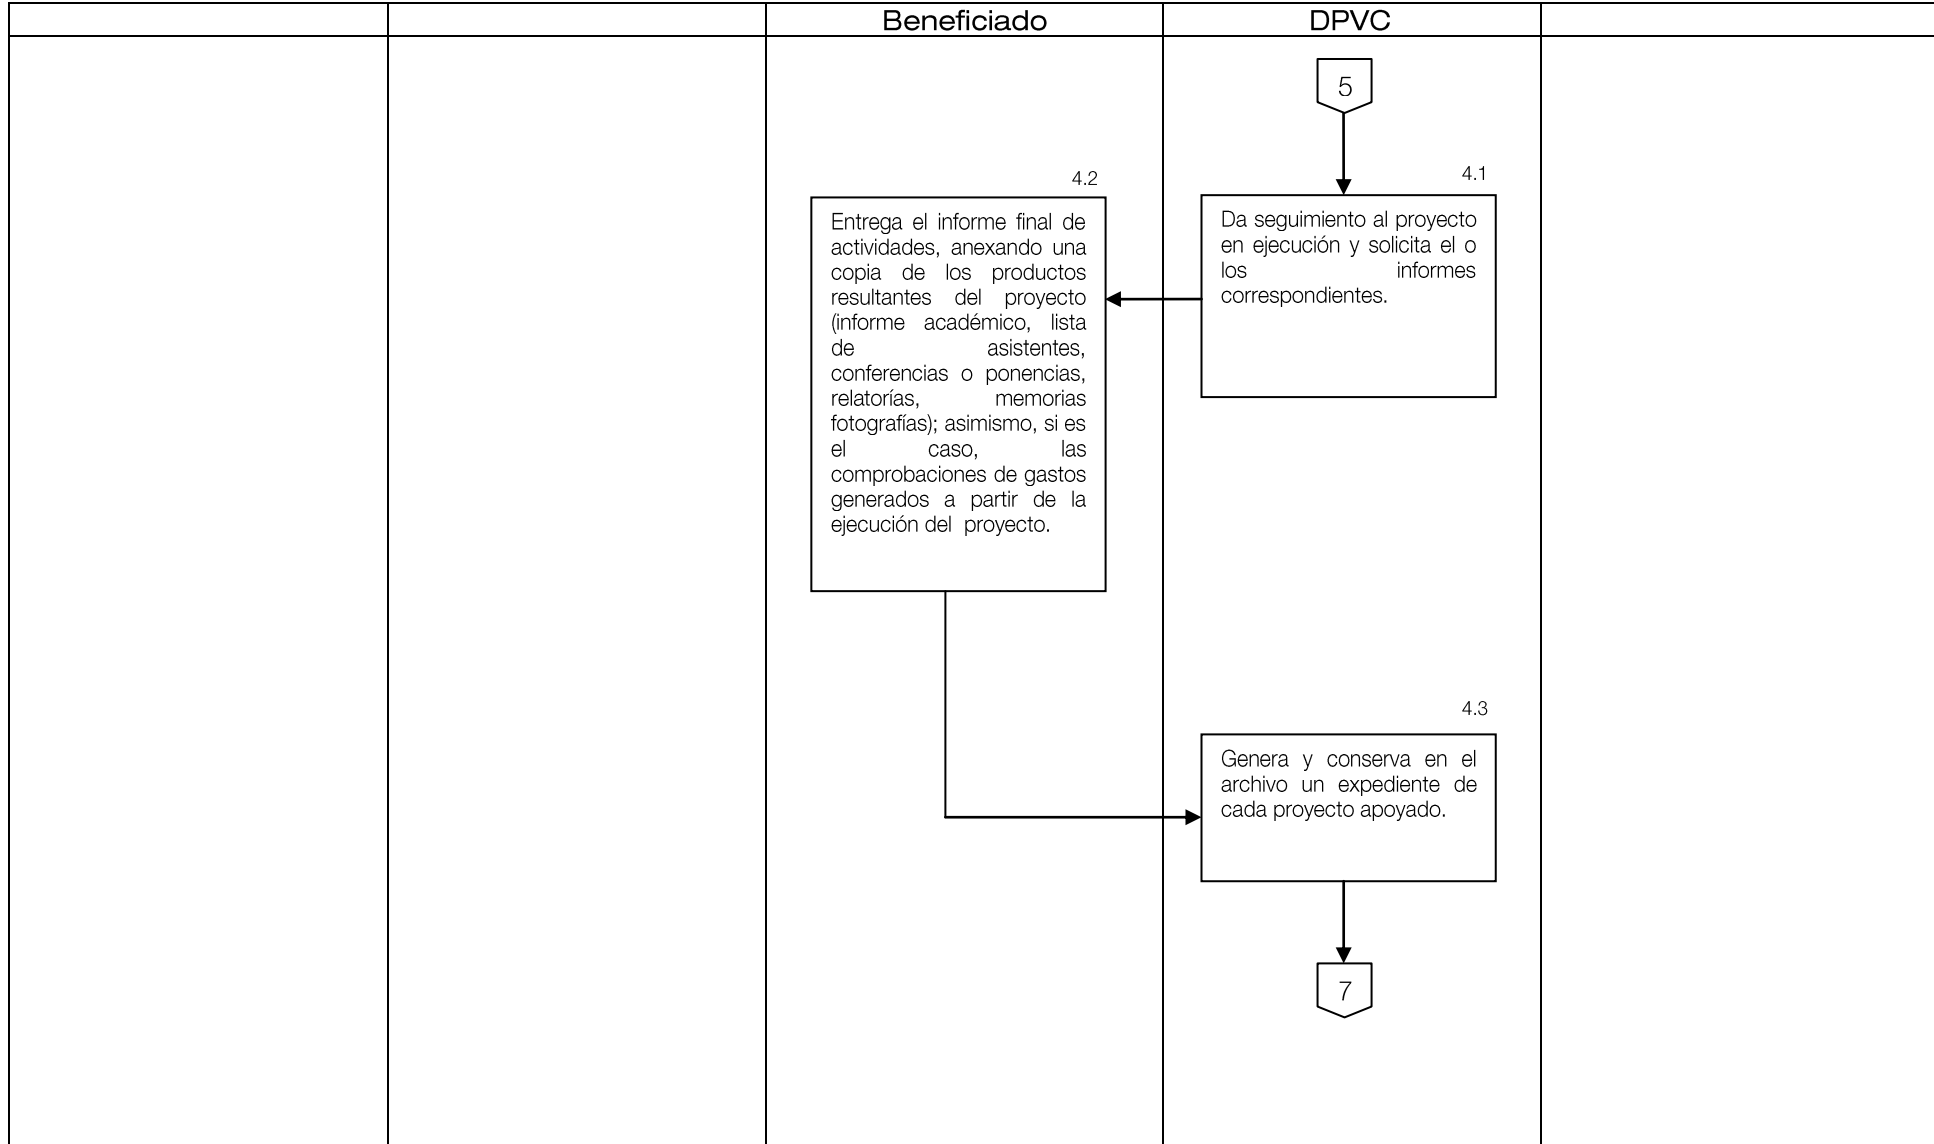 Beneficiado
DPVC
5
4.1
Da seguimiento al proyecto
en ejecución y solicita el o
los informes
correspondientes.
4.2
Entrega el informe final de
actividades, anexando una
copia de los productos
resultantes del proyecto
(informe académico, lista
de asistentes,
conferencias o ponencias,
relatorías, memorias
fotografías); asimismo, si es
el caso, las
comprobaciones de gastos
generados a partir de la
ejecución del proyecto.
4.3
Genera y conserva en el
archivo un expediente de
cada proyecto apoyado.
7